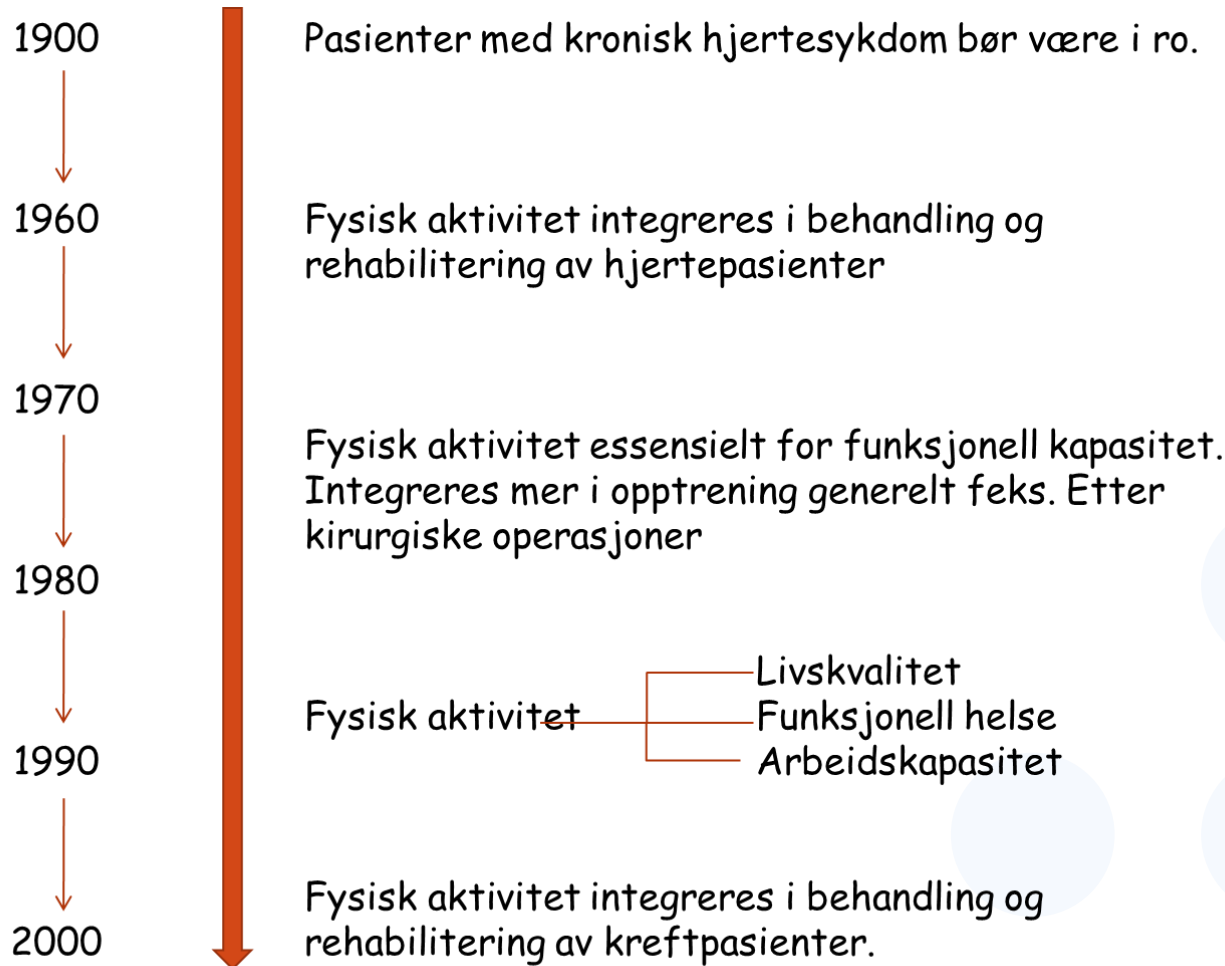 1900 Pasienter med kronisk hjertesykdom bør være i ro.
1960 Fysisk aktivitet integreres i behandling og
rehabilitering av hjertepasienter
1970
Fysisk aktivitet essensielt for funksjonell kapasitet.
Integreres mer i opptrening generelt feks. Etter
kirurgiske operasjoner
1980
Livskvalitet
Fysisk aktivitet Funksjonell helse
1990 Arbeidskapasitet
Fysisk aktivitet integreres i behandling og
2000 rehabilitering av kreftpasienter.